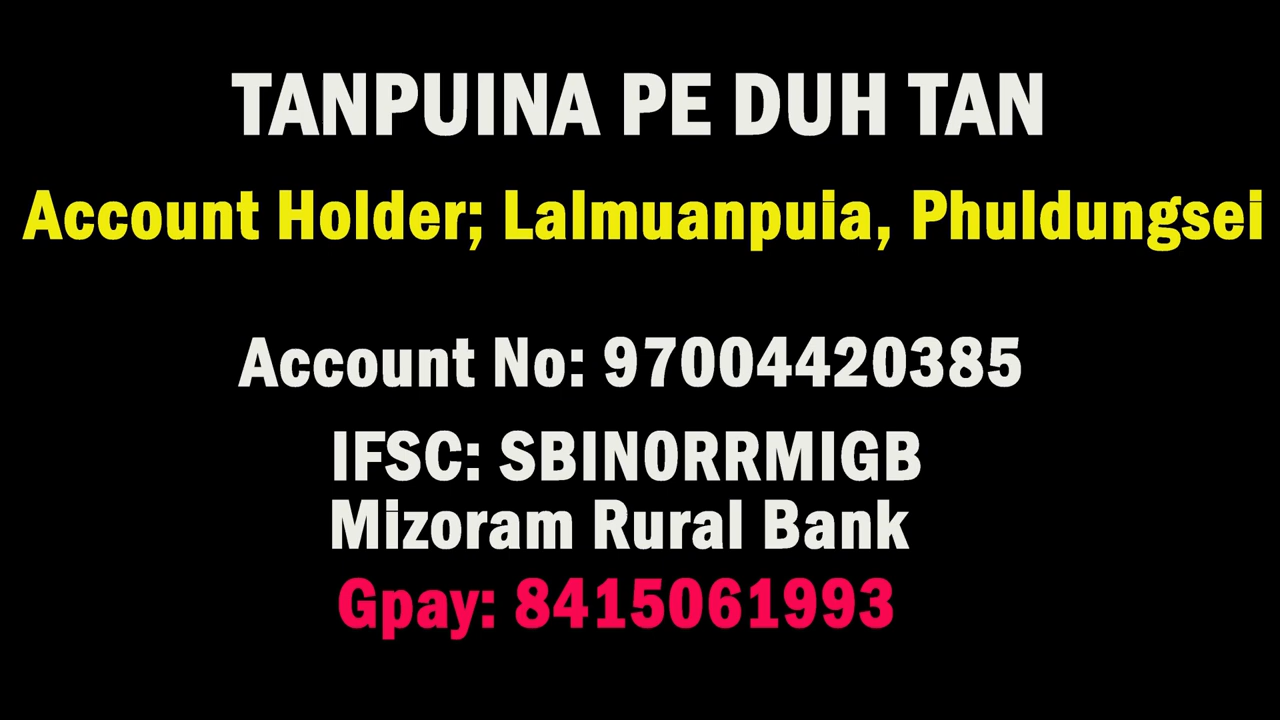 TANPUINA PE DUH TAN
Account Holder; Lalmuanpuia, Phuldungsei
Account No: 97004420385
IFSC: SBIN0RRMIGB
Mizoram Rural Bank
Gpay: 8415061993